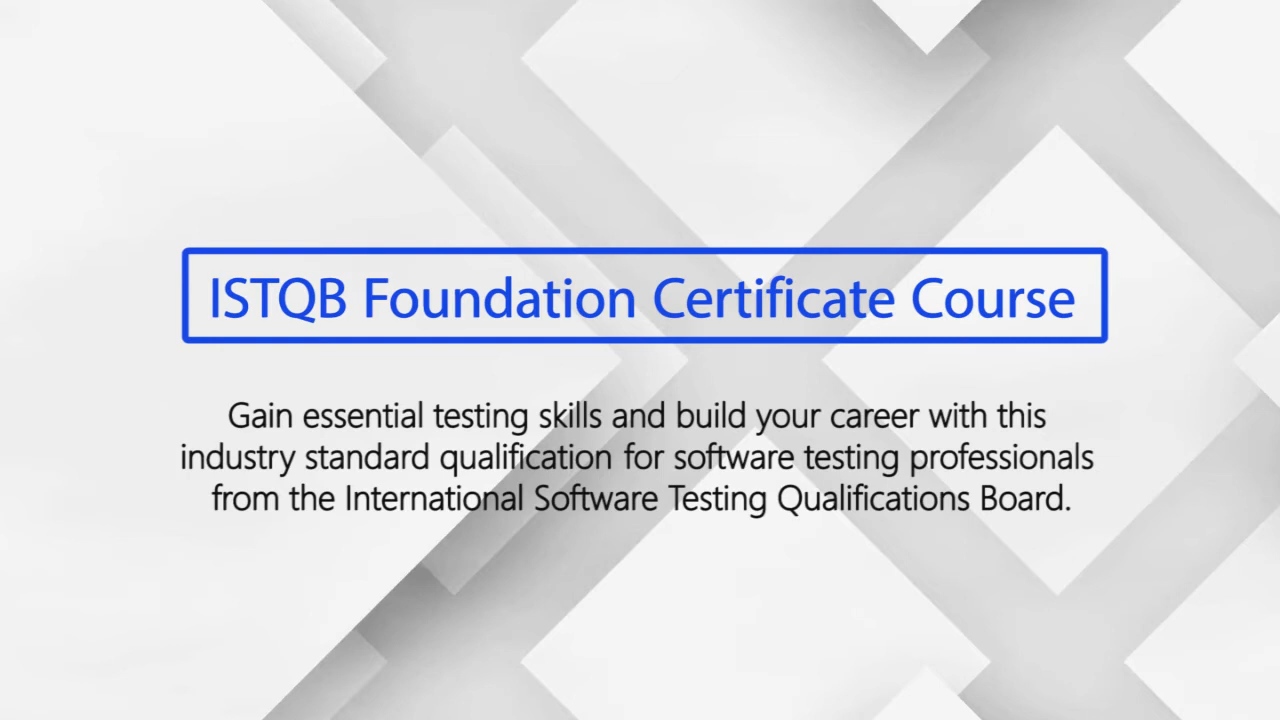 ISTQB Foundation Certificate Course
Gain essential testing skills and build your career with this
industry standard qualification for software testing professionals
from the International Software Testing Qualifications Board.